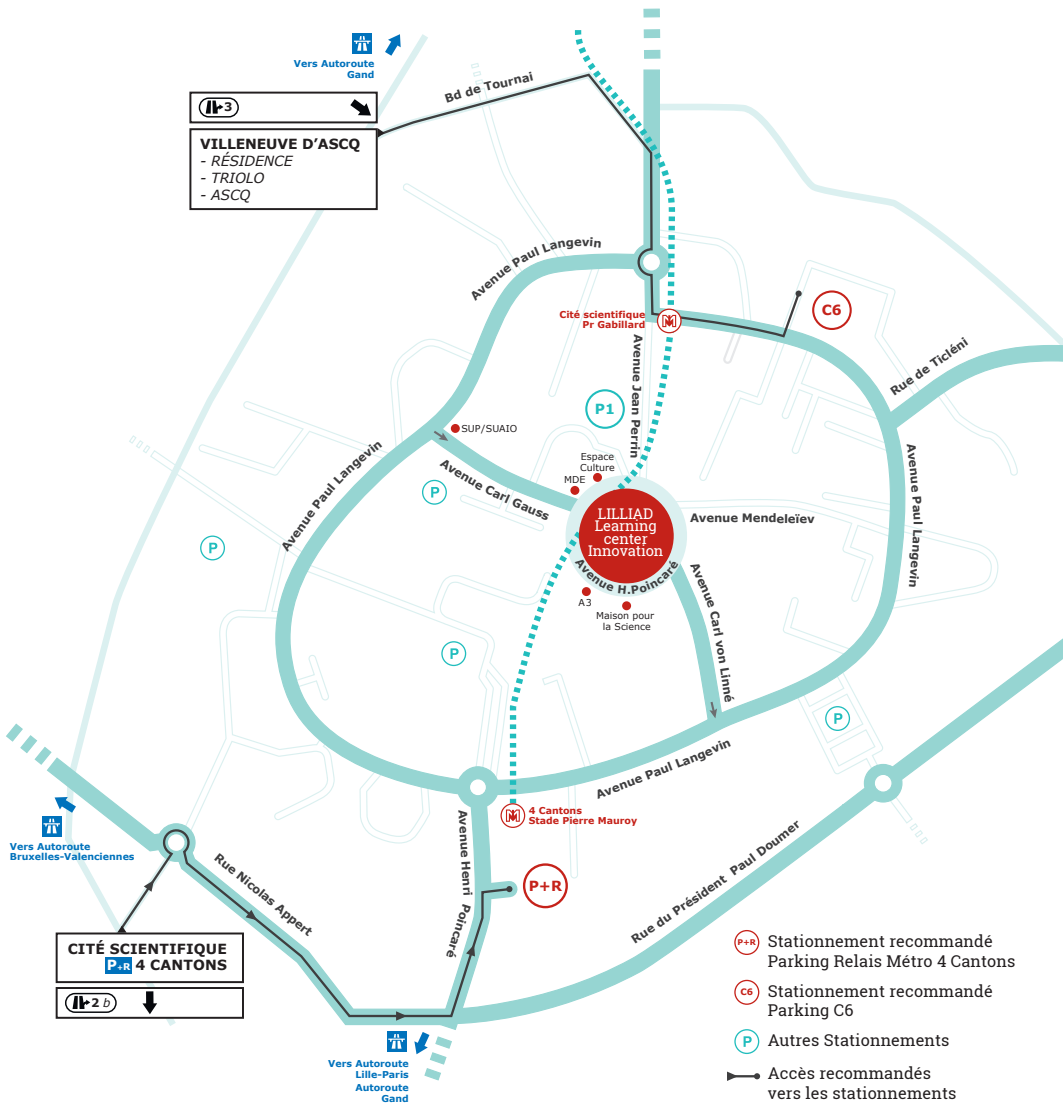 Vers Autoroute
Gand
Bd de Tournai
3
VILLENEUVE D'ASCQ
- RÉSIDENCE
- TRIOLO
- ASCQ
Avenue Paul Langevin
Cité scientifique
Pr Gabillard
M
C6
Rue de Ticléni
Avenue Jean Perrin
P1
SUP/SUAIO
Avenue Paul Langevin
Avenue Carl Gauss
Espace
Culture
MDE
P
P
LILLIAD
Learning
center
Innovation
Avenue Mendeleïev
Avenue Paul Langevin
Avenue H.Poincaré
A3
Maison pour
la Science
Avenue Carl von Linné
P
P
Avenue Paul Langevin
M
4 Cantons
Stade Pierre Mauroy
Vers Autoroute
Bruxelles-Valenciennes
Rue Nicolas Appert
Avenue Henri Poincaré
P+R
Rue du Président Paul Doumer
CITÉ SCIENTIFIQUE
P+R 4 CANTONS
2 b
Vers Autoroute
Lille-Paris
Autoroute
Gand
P+R Stationnement recommandé
Parking Relais Métro 4 Cantons
C6 Stationnement recommandé
Parking C6
P Autres Stationnements
Accès recommandés
vers les stationnements